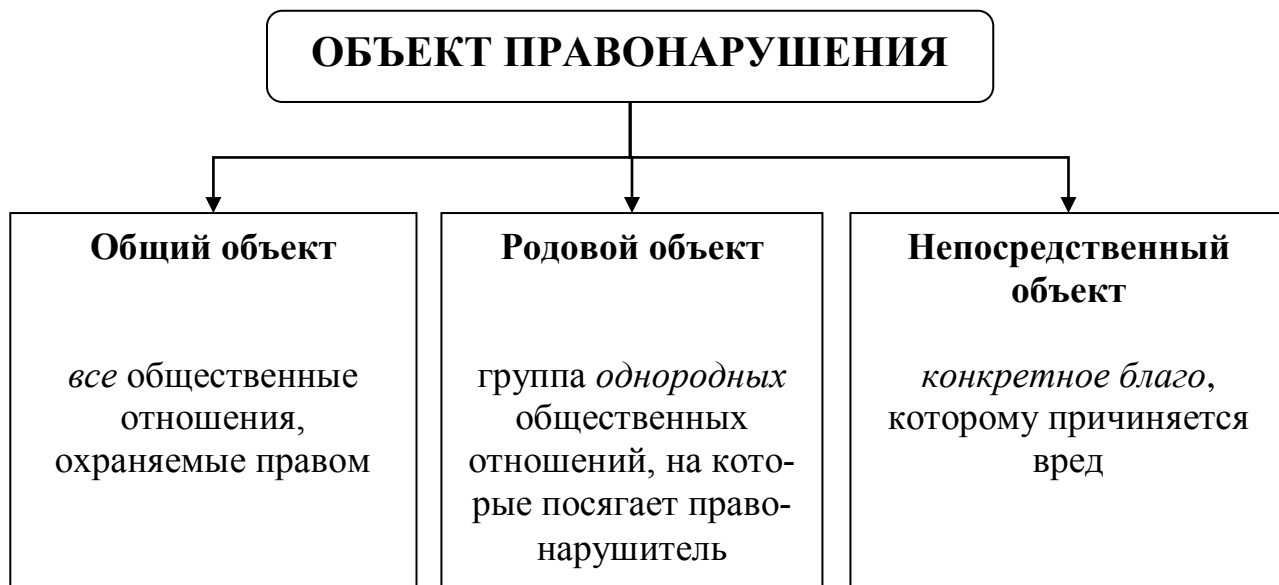 ОБЪЕКТ ПРАВОНАРУШЕНИЯ
Общий объект
все общественные
отношения,
охраняемые правом
Родовой объект
группа однородных
общественных
отношений, на кото-
рые посягает право-
нарушитель
Непосредственный
объект
конкретное благо,
которому причиняется
вред